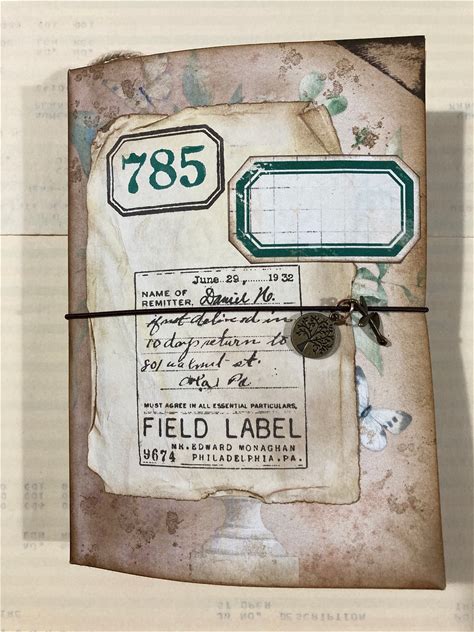 785
June 29, 1932
NAME OF
REMITTER, Daniel H.
if not delivered in
10 days return to
801 walnut st.
Pa
MUST AGREE IN ALL ESSENTIAL PARTICULARS,
FIELD LABEL
MR. EDWARD MONAGHAN
9674 PHILADELPHIA, PA.